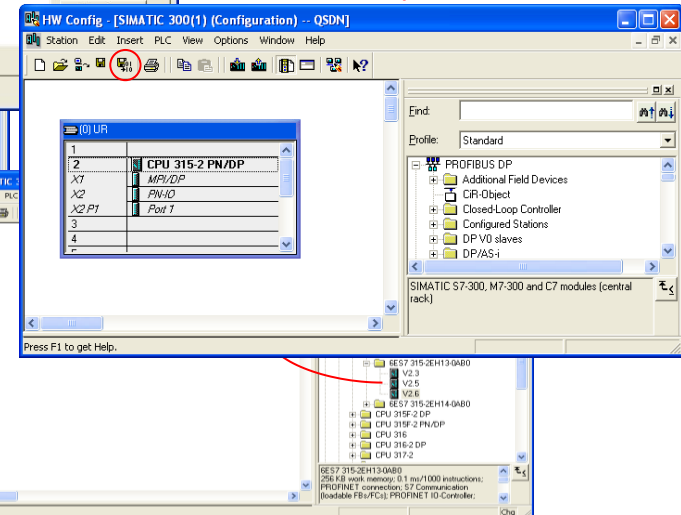 HW Config - [SIMATIC 300(1) (Configuration) -- QSDN]
Station Edit Insert PLC View Options Window Help
Find:
Profile: Standard
(0) UR
1
2 CPU 315-2 PN/DP
X1 MPI/DP
X2 PN-IO
X2 P1 Port 1
3
4
PROFIBUS DP
Additional Field Devices
CiR-Object
Closed-Loop Controller
Configured Stations
DP V0 slaves
DP/AS-i
SIMATIC S7-300, M7-300 and C7 modules (central
rack)
Press F1 to get Help.
PLC
6ES7 315-2EH13-0AB0
V2.3
V2.5
V2.6
6ES7 315-2EH14-0AB0
CPU 315F-2 DP
CPU 315F-2 PN/DP
CPU 316
CPU 316-2 DP
CPU 317-2
6ES7 315-2EH13-0AB0
256 KB work memory; 0.1 ms/1000 instructions;
PROFINET connection; S7 Communication
(loadable FBs/FCs); PROFINET IO-Controller;
Chg